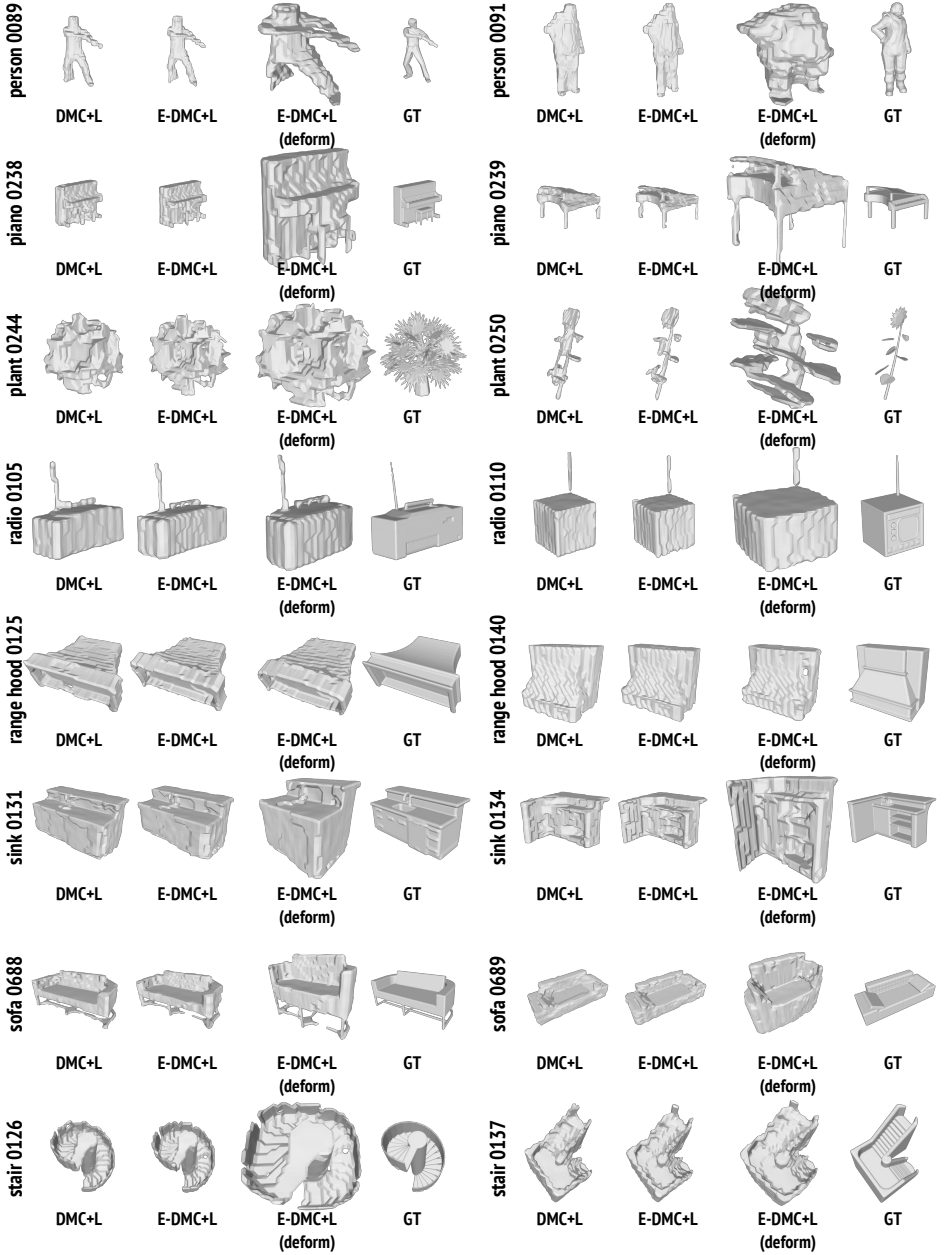 person 0089
DMC+L
E-DMC+L
E-DMC+L
(deform)
GT
person 0091
DMC+L
E-DMC+L
E-DMC+L
(deform)
GT
piano 0238
DMC+L
E-DMC+L
E-DMC+L
(deform)
GT
piano 0239
DMC+L
E-DMC+L
E-DMC+L
(deform)
GT
plant 0244
DMC+L
E-DMC+L
E-DMC+L
(deform)
GT
plant 0250
DMC+L
E-DMC+L
E-DMC+L
(deform)
GT
radio 0105
DMC+L
E-DMC+L
E-DMC+L
(deform)
GT
radio 0110
DMC+L
E-DMC+L
E-DMC+L
(deform)
GT
range hood 0125
DMC+L
E-DMC+L
E-DMC+L
(deform)
GT
range hood 0140
DMC+L
E-DMC+L
E-DMC+L
(deform)
GT
sink 0131
DMC+L
E-DMC+L
E-DMC+L
(deform)
GT
sink 0134
DMC+L
E-DMC+L
E-DMC+L
(deform)
GT
sofa 0688
DMC+L
E-DMC+L
E-DMC+L
(deform)
GT
sofa 0689
DMC+L
E-DMC+L
E-DMC+L
(deform)
GT
stair 0126
DMC+L
E-DMC+L
E-DMC+L
(deform)
GT
stair 0137
DMC+L
E-DMC+L
E-DMC+L
(deform)
GT